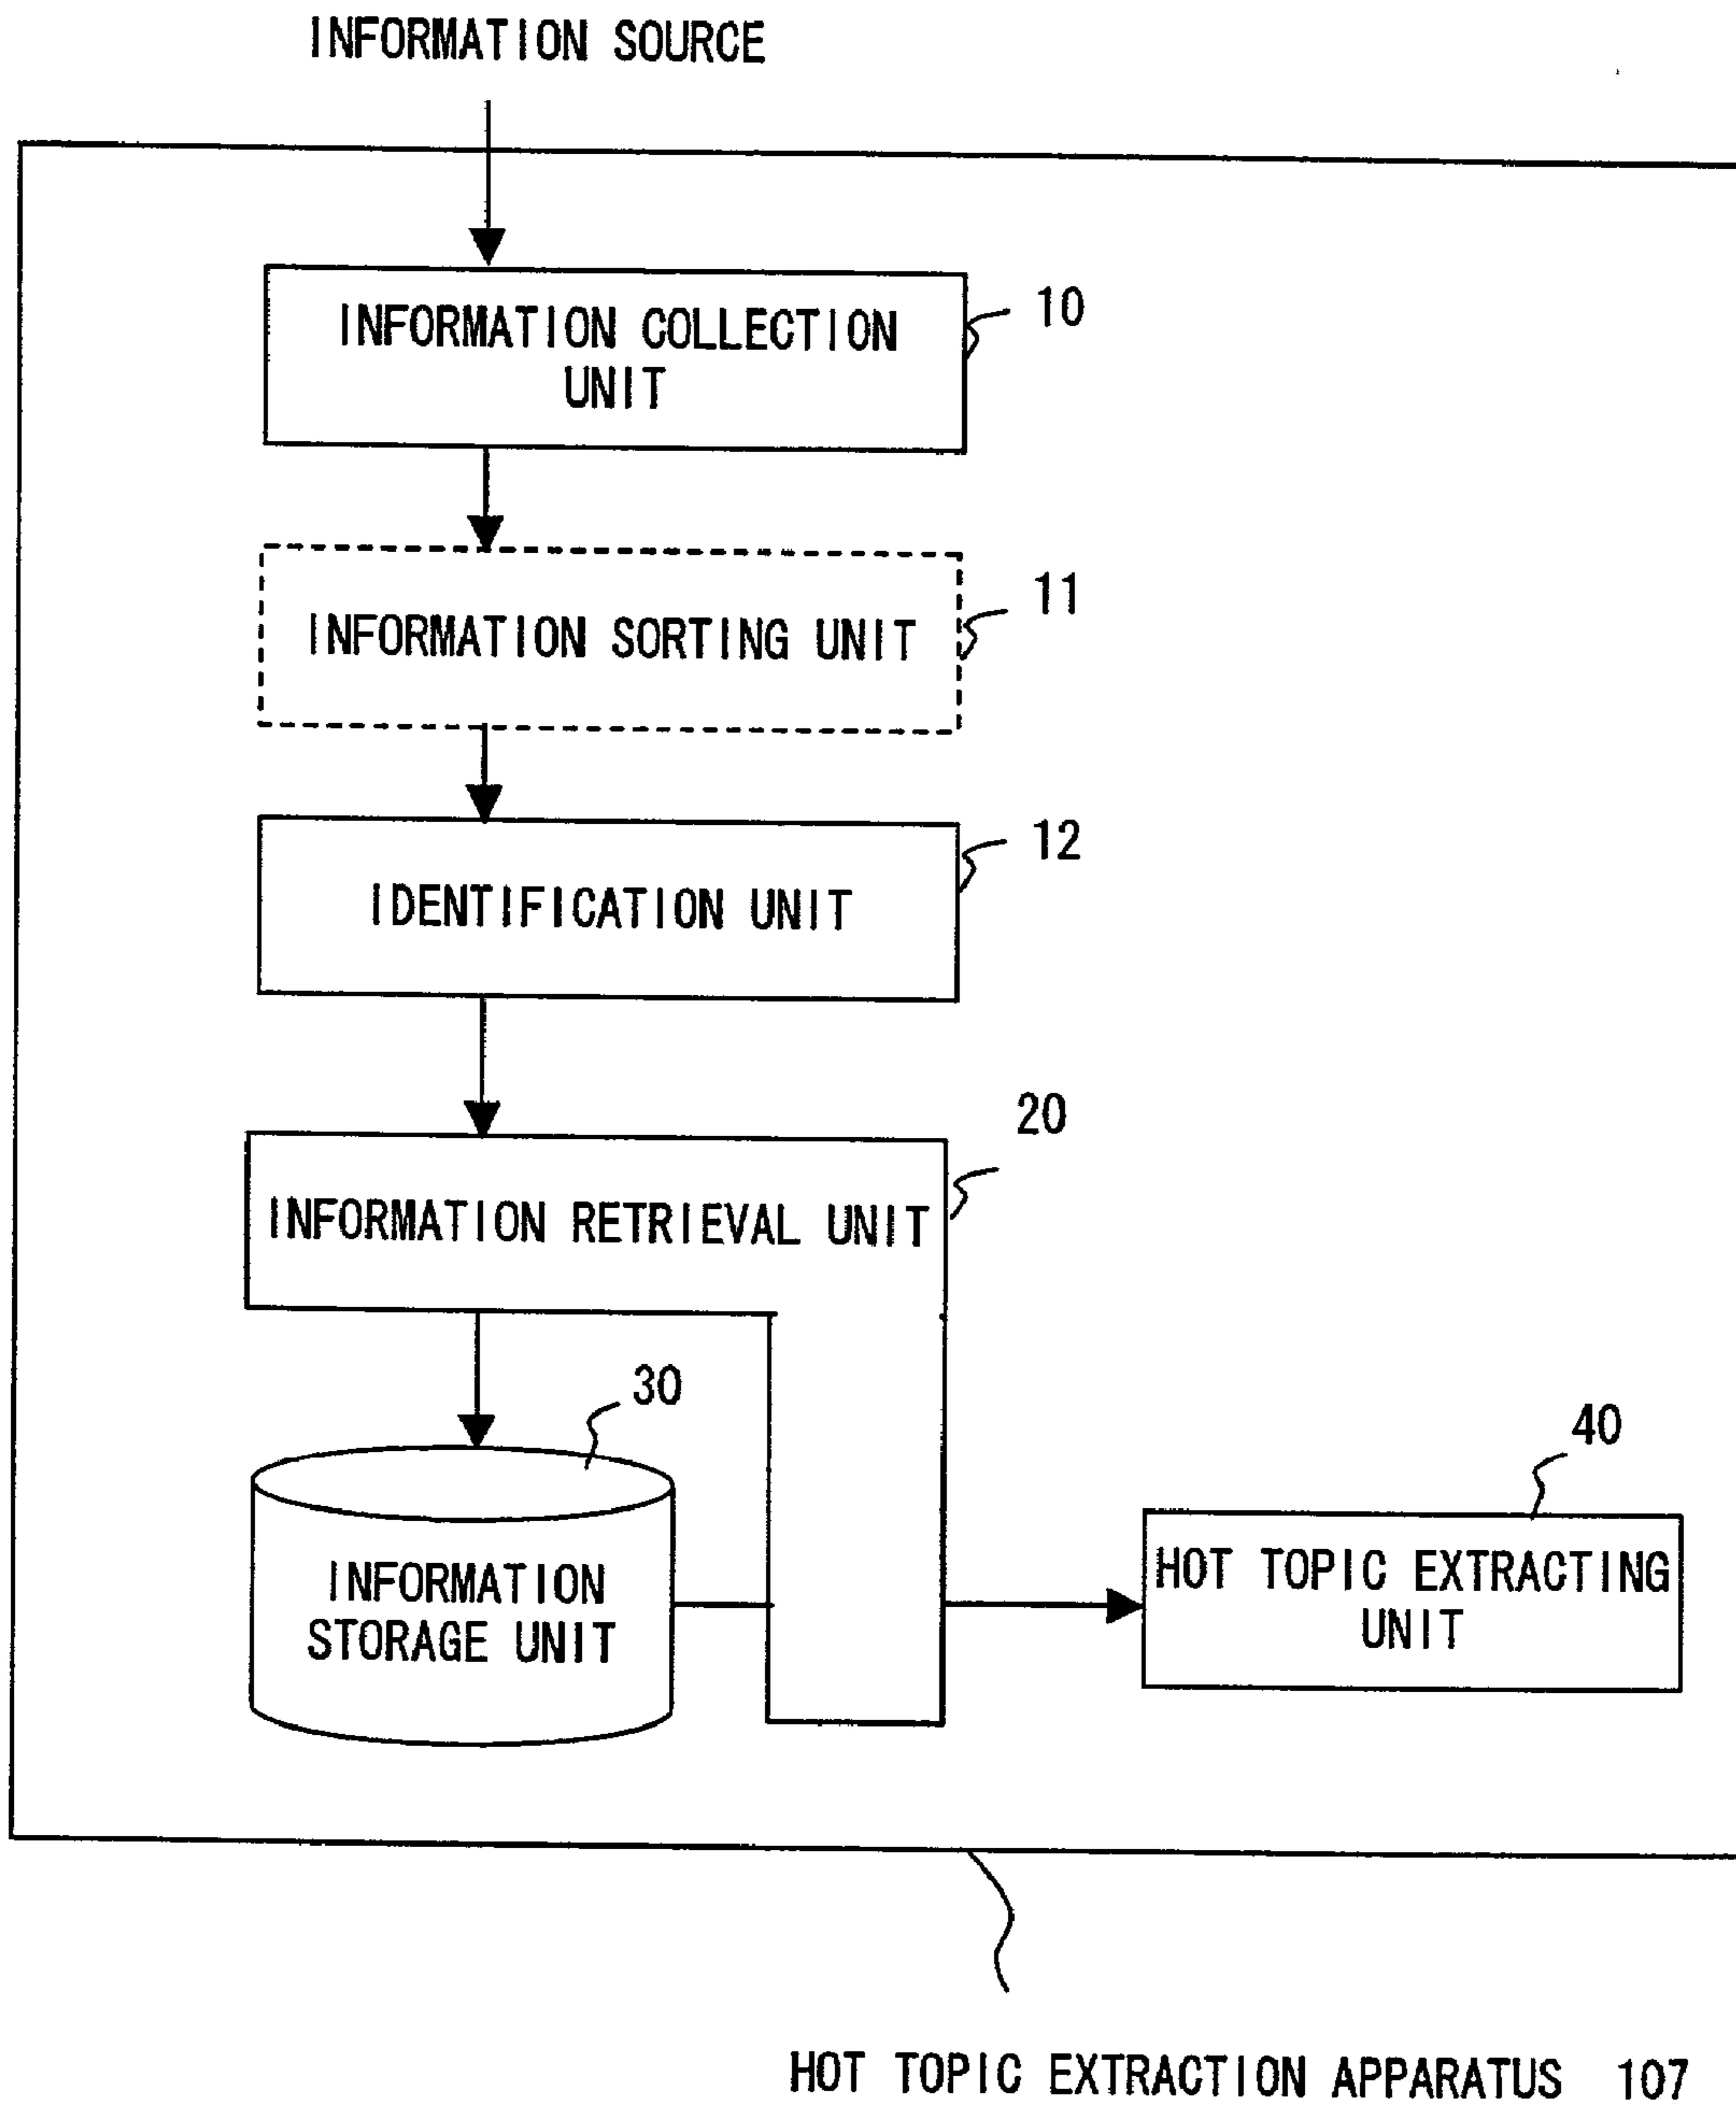 INFORMATION SOURCE
10
INFORMATION COLLECTION
UNIT
11
INFORMATION SORTING UNIT
12
IDENTIFICATION UNIT
20
INFORMATION RETRIEVAL UNIT
30
INFORMATION
STORAGE UNIT
40
HOT TOPIC EXTRACTING
UNIT
HOT TOPIC EXTRACTION APPARATUS 107